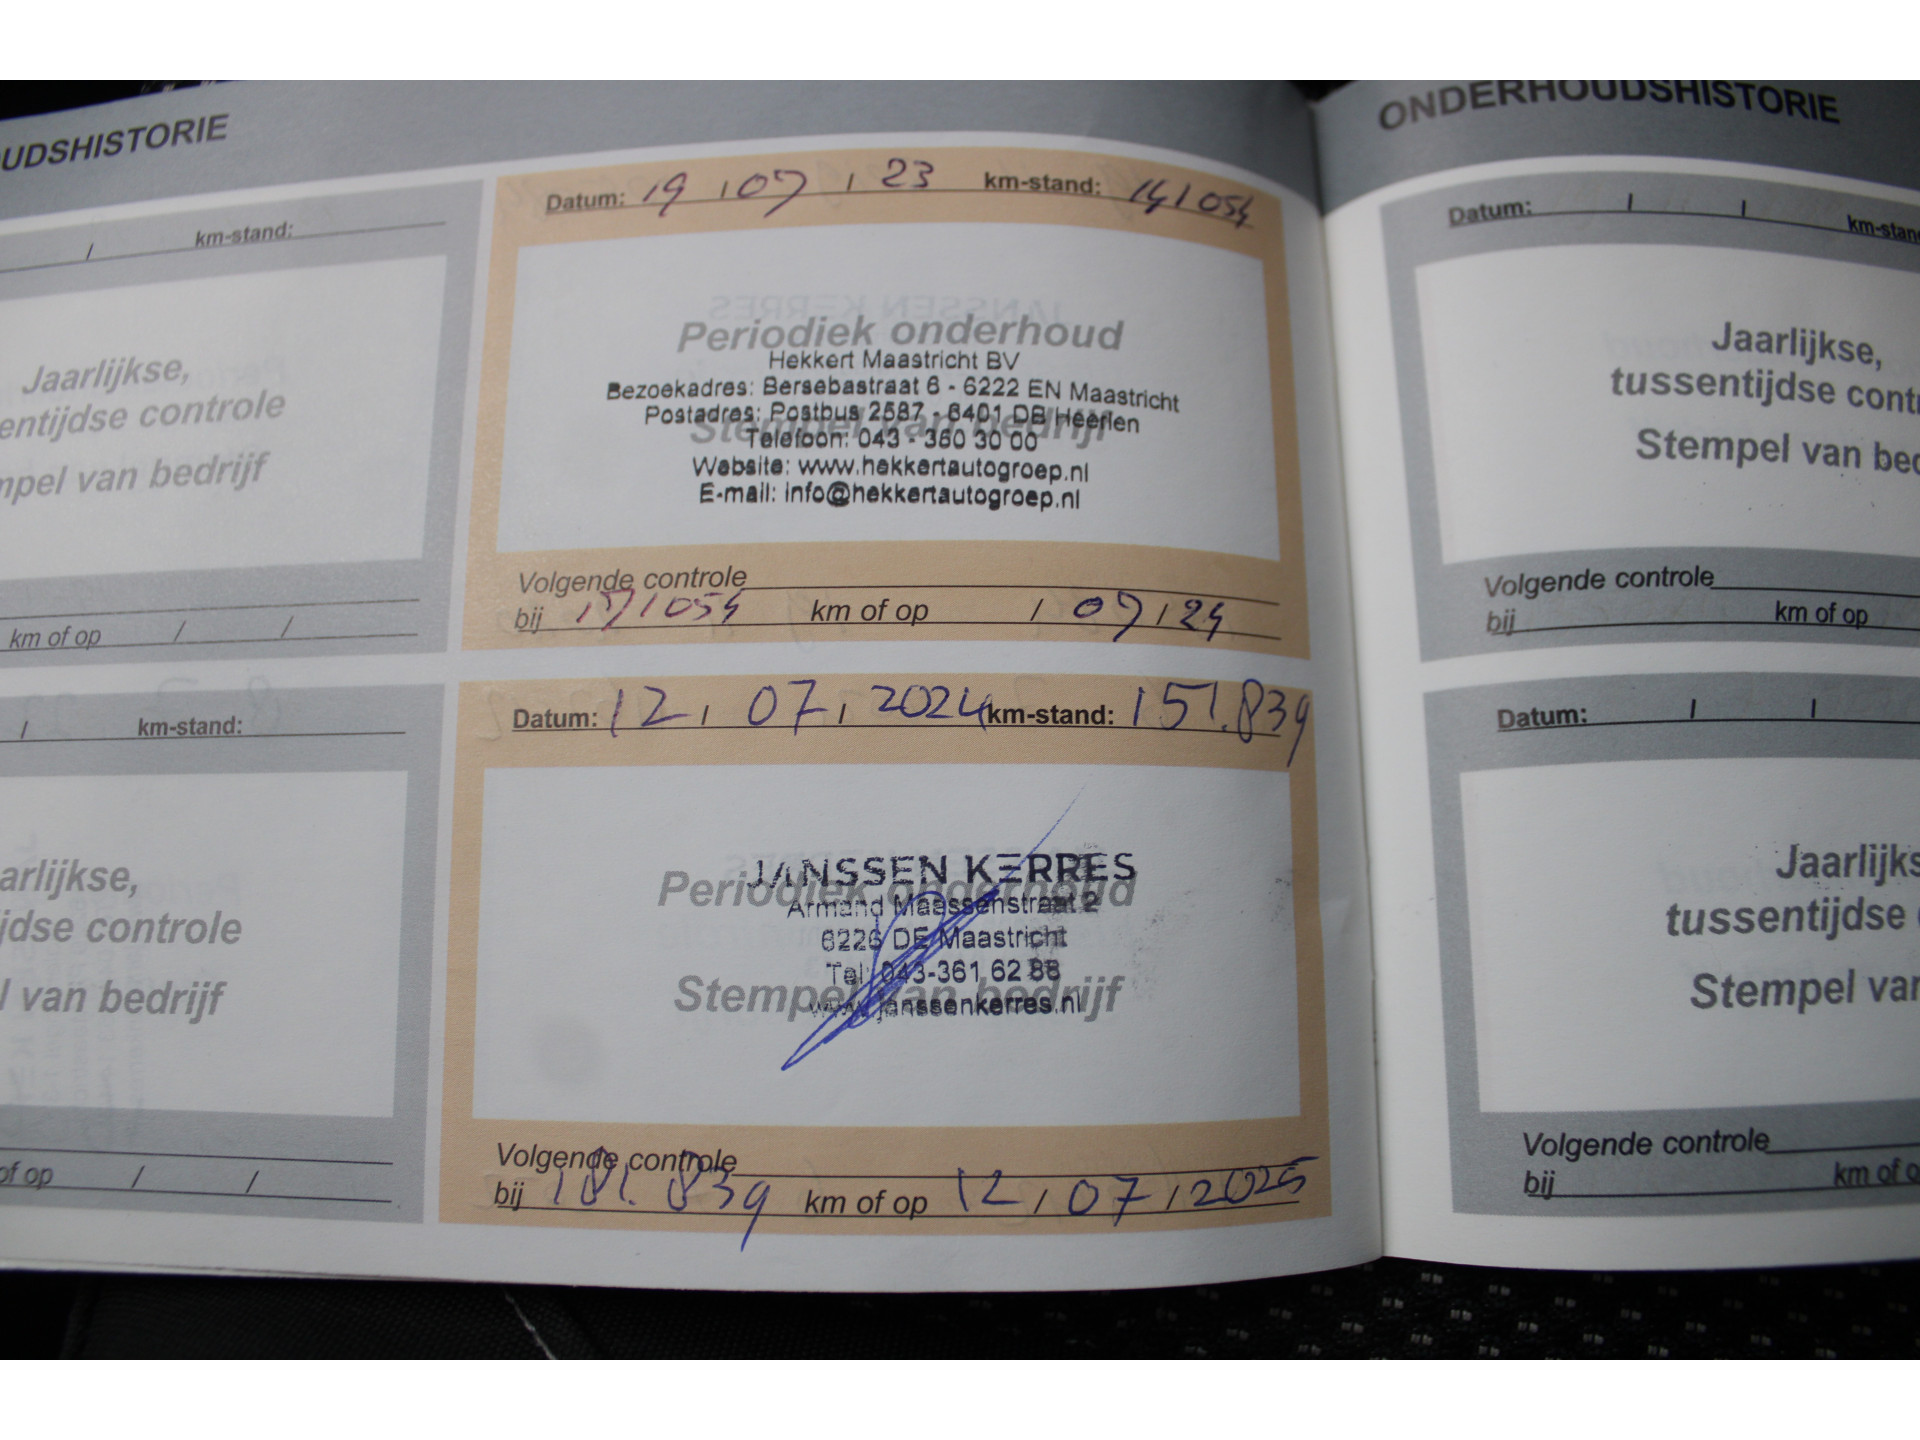 UDSHISTORIE
/ km-stand:
Jaarlijkse,
entijdse controle
mpel van bedrijf
km of op / /
/ km-stand:
arlijkse,
jdse controle
l van bedrijf
of op / /
Datum: 19 / 07 / 23 km-stand: 141054
Periodiek onderhoud
Hekkert Maastricht BV
Bezoekadres: Bersebastraat 6 - 6222 EN Maastricht
Postadres: Postbus 2587 - 6401 DB Heerlen
Stempel van bedrijf
Telefoon: 043 - 360 30 00
Website: www.hekkertautogroep.nl
E-mail: info@hekkertautogroep.nl
Volgende controle
bij 171054 km of op / 07 / 24
Datum: 12 / 07 / 2024 km-stand: 151.839
JANSSEN KERRES
Periodiek onderhoud
Armand Maassenstraat 2
6226 DE Maastricht
Tel: 043-361 62 88
Stempel van bedrijf
www.janssenkerres.nl
Volgende controle
bij 181.839 km of op 12 / 07 / 2025
ONDERHOUDSHISTORIE
Datum: / / km-stand
Jaarlijkse,
tussentijdse contr
Stempel van bed
Volgende controle
bij km of op
Datum: / /
Jaarlijks
tussentijdse
Stempel van
Volgende controle
bij km of o